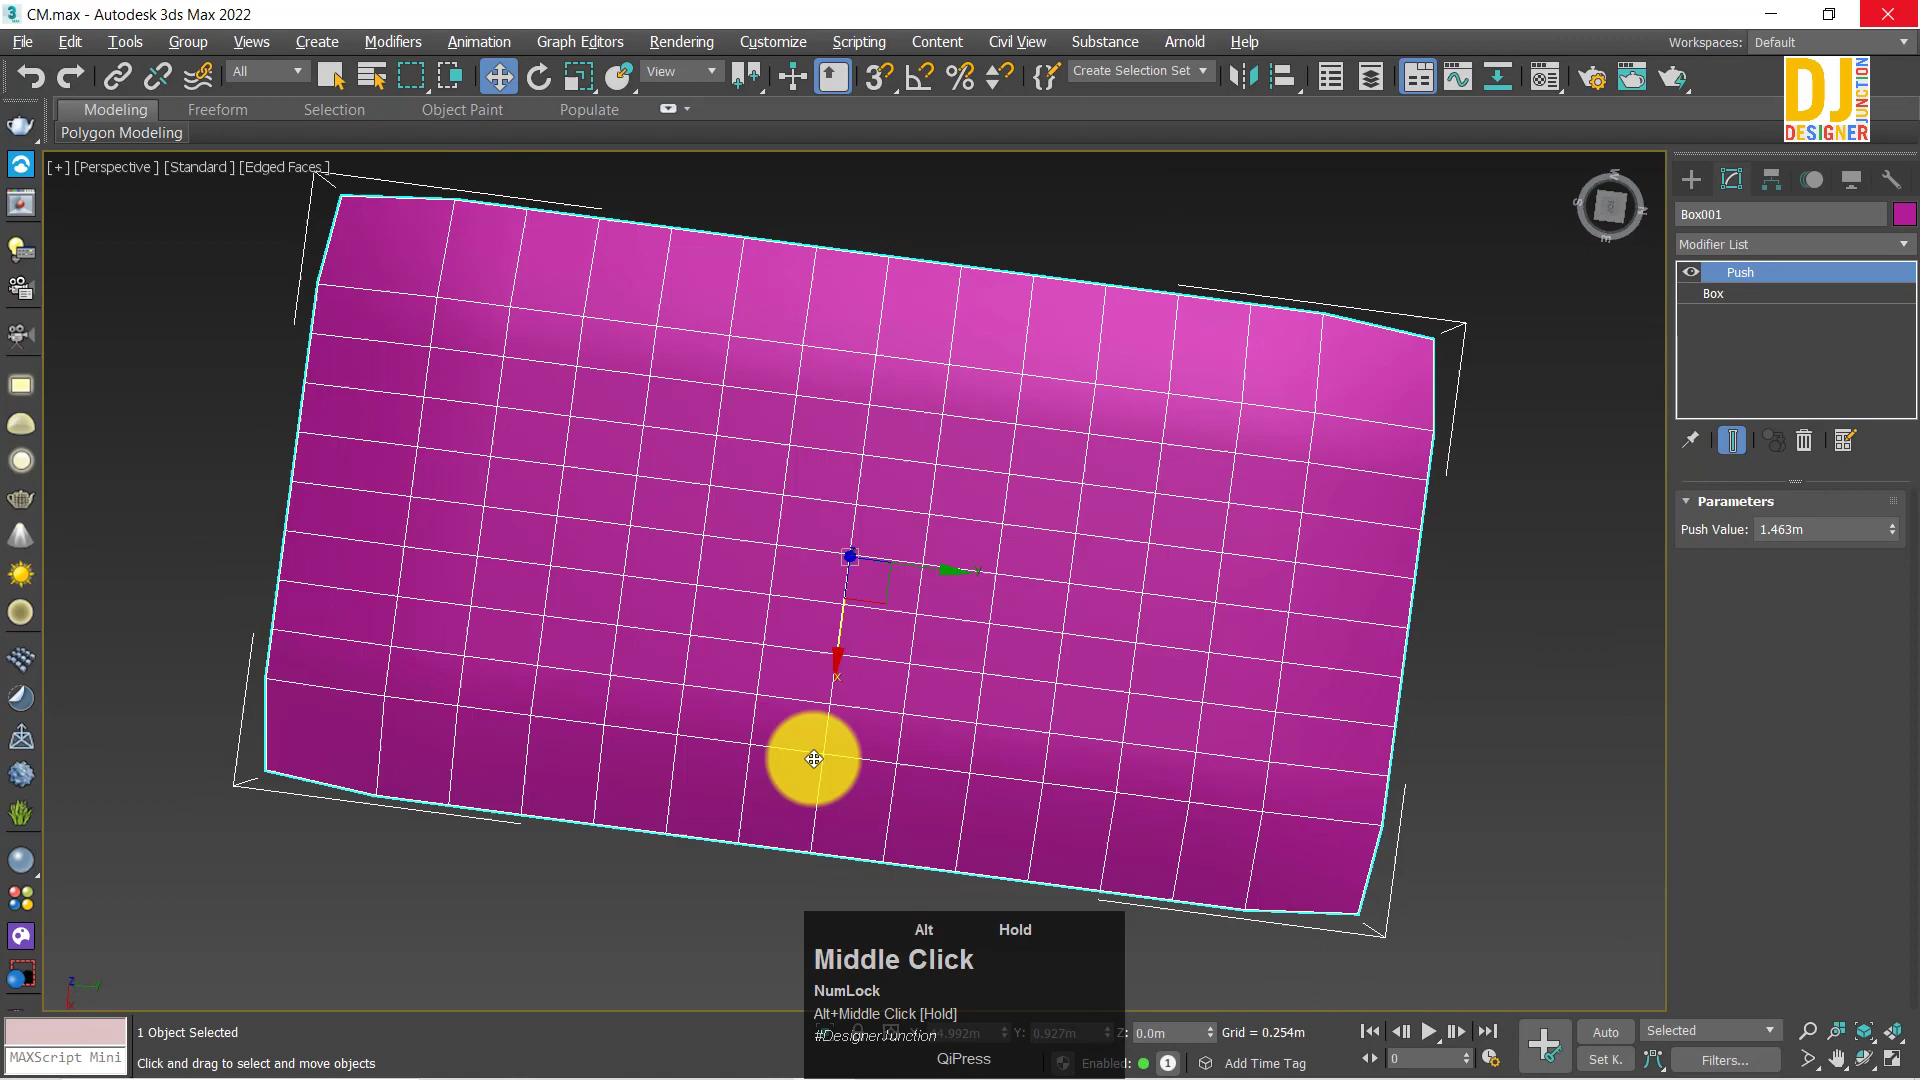 CM.max - Autodesk 3ds Max 2022
File Edit Tools Group Views Create Modifiers Animation Graph Editors Rendering Customize Scripting Content Civil View Substance Arnold Help
Workspaces: Default
All
View
Create Selection Set
DJ JUNCTION
DESIGNER
Modeling Freeform Selection Object Paint Populate
Polygon Modeling
[+] [Perspective ] [Standard ] [Edged Faces ]
Box001
Modifier List
Push
Box
Parameters
Push Value: 1.463m
Y
x
Alt Hold
Middle Click
NumLock
Alt+Middle Click [Hold]
#DesignerJunction
QiPress
1 Object Selected
MAXScript Mini
Click and drag to select and move objects
Y: 0.927m Z: 0.0m Grid = 0.254m
Enabled: 1 Add Time Tag
0
Auto Selected
Set K. Filters...